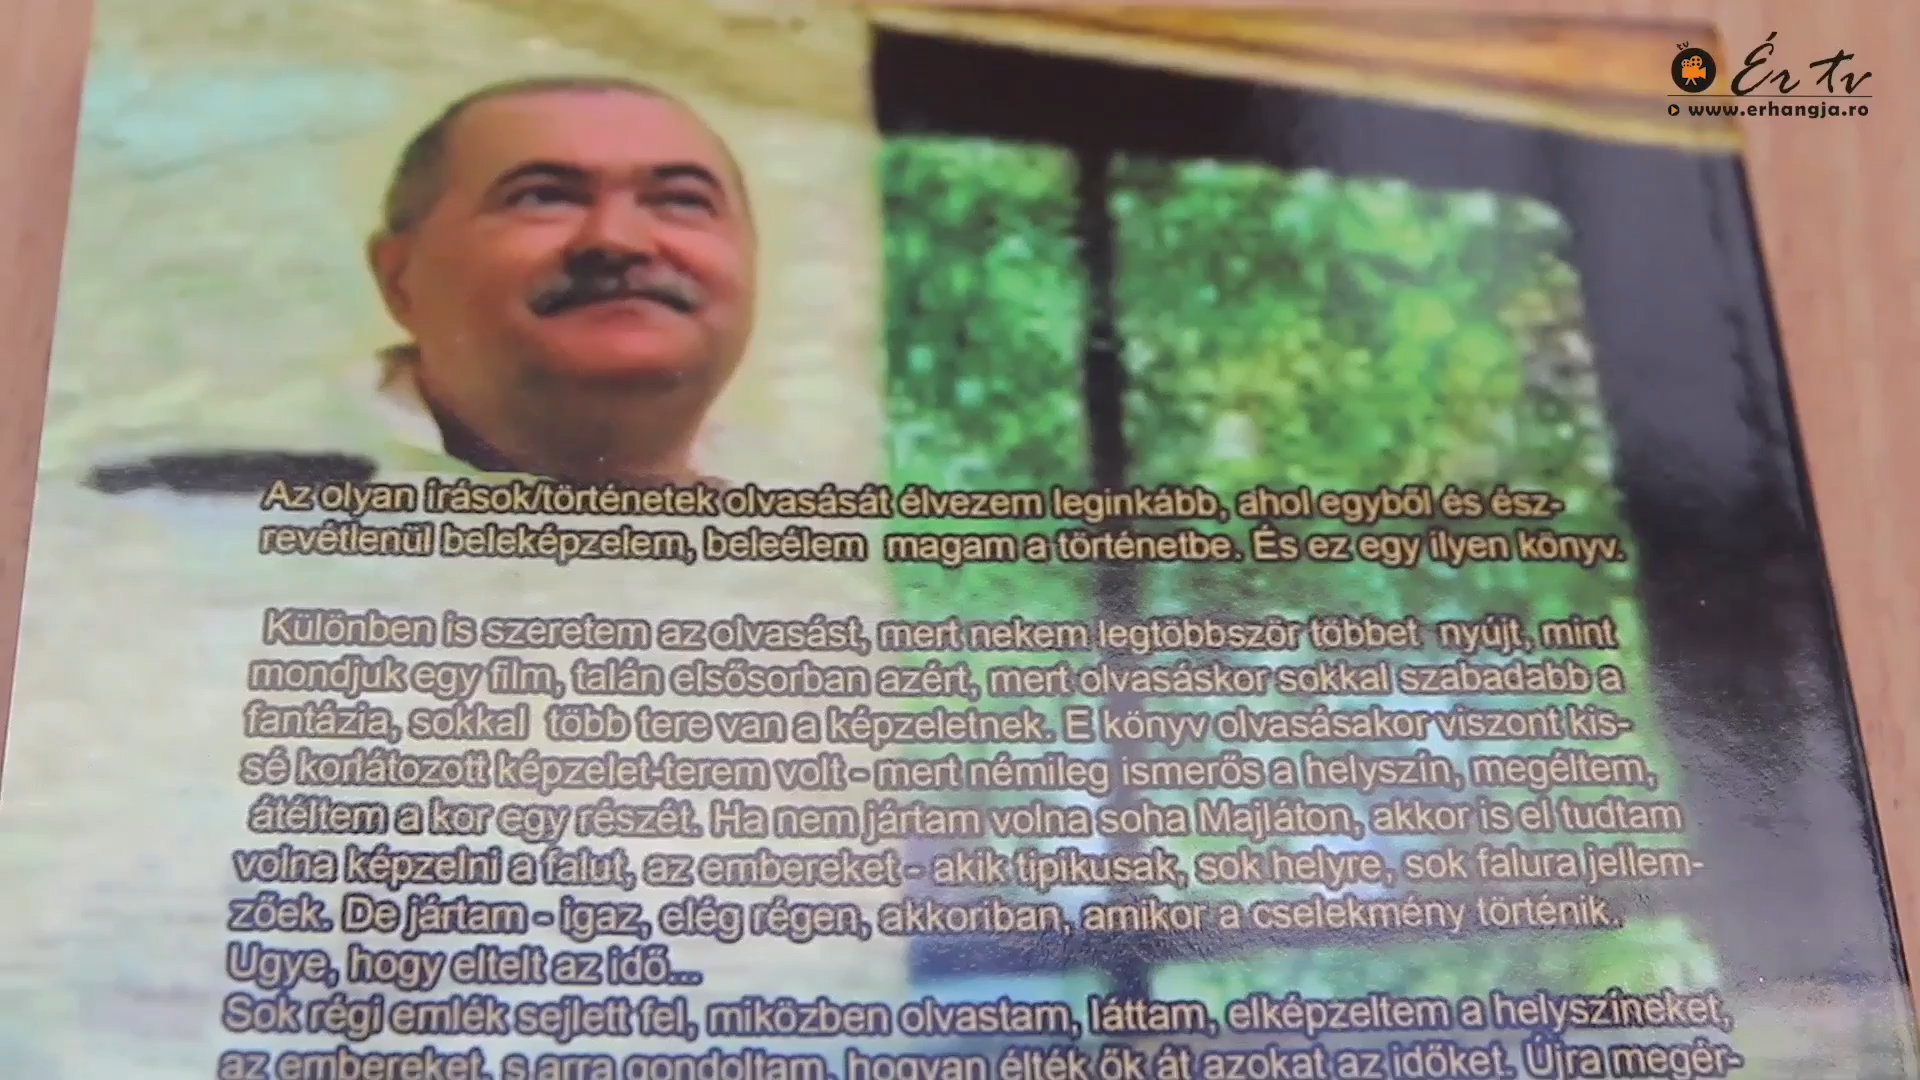 tv
Ér tv
www.erhangja.ro
Az olyan írások/történetek olvasását élvezem leginkább, ahol egyből és ész-
revétlenül beleképzelem, beleélem magam a történetbe. És ez egy ilyen könyv.
Különben is szeretem az olvasást, mert nekem legtöbbször többet nyújt, mint
mondjuk egy film, talán elsősorban azért, mert olvasáskor sokkal szabadabb a
fantázia, sokkal több tere van a képzeletnek. E könyv olvasásakor viszont kis-
sé korlátozott képzelet-terem volt - mert némileg ismerős a helyszín, megéltem,
átéltem a kor egy részét. Ha nem jártam volna soha Majláton, akkor is el tudtam
volna képzelni a falut, az embereket - akik tipikusak, sok helyre, sok falura jellem-
zőek. De jártam - igaz, elég régen, akkoriban, amikor a cselekmény történik.
Ugye, hogy eltelt az idő...
Sok régi emlék sejlett fel, miközben olvastam, láttam, elképzeltem a helyszíneket,
az embereket, s arra gondoltam, hogyan élték ők át azokat az időket. Újra megér-